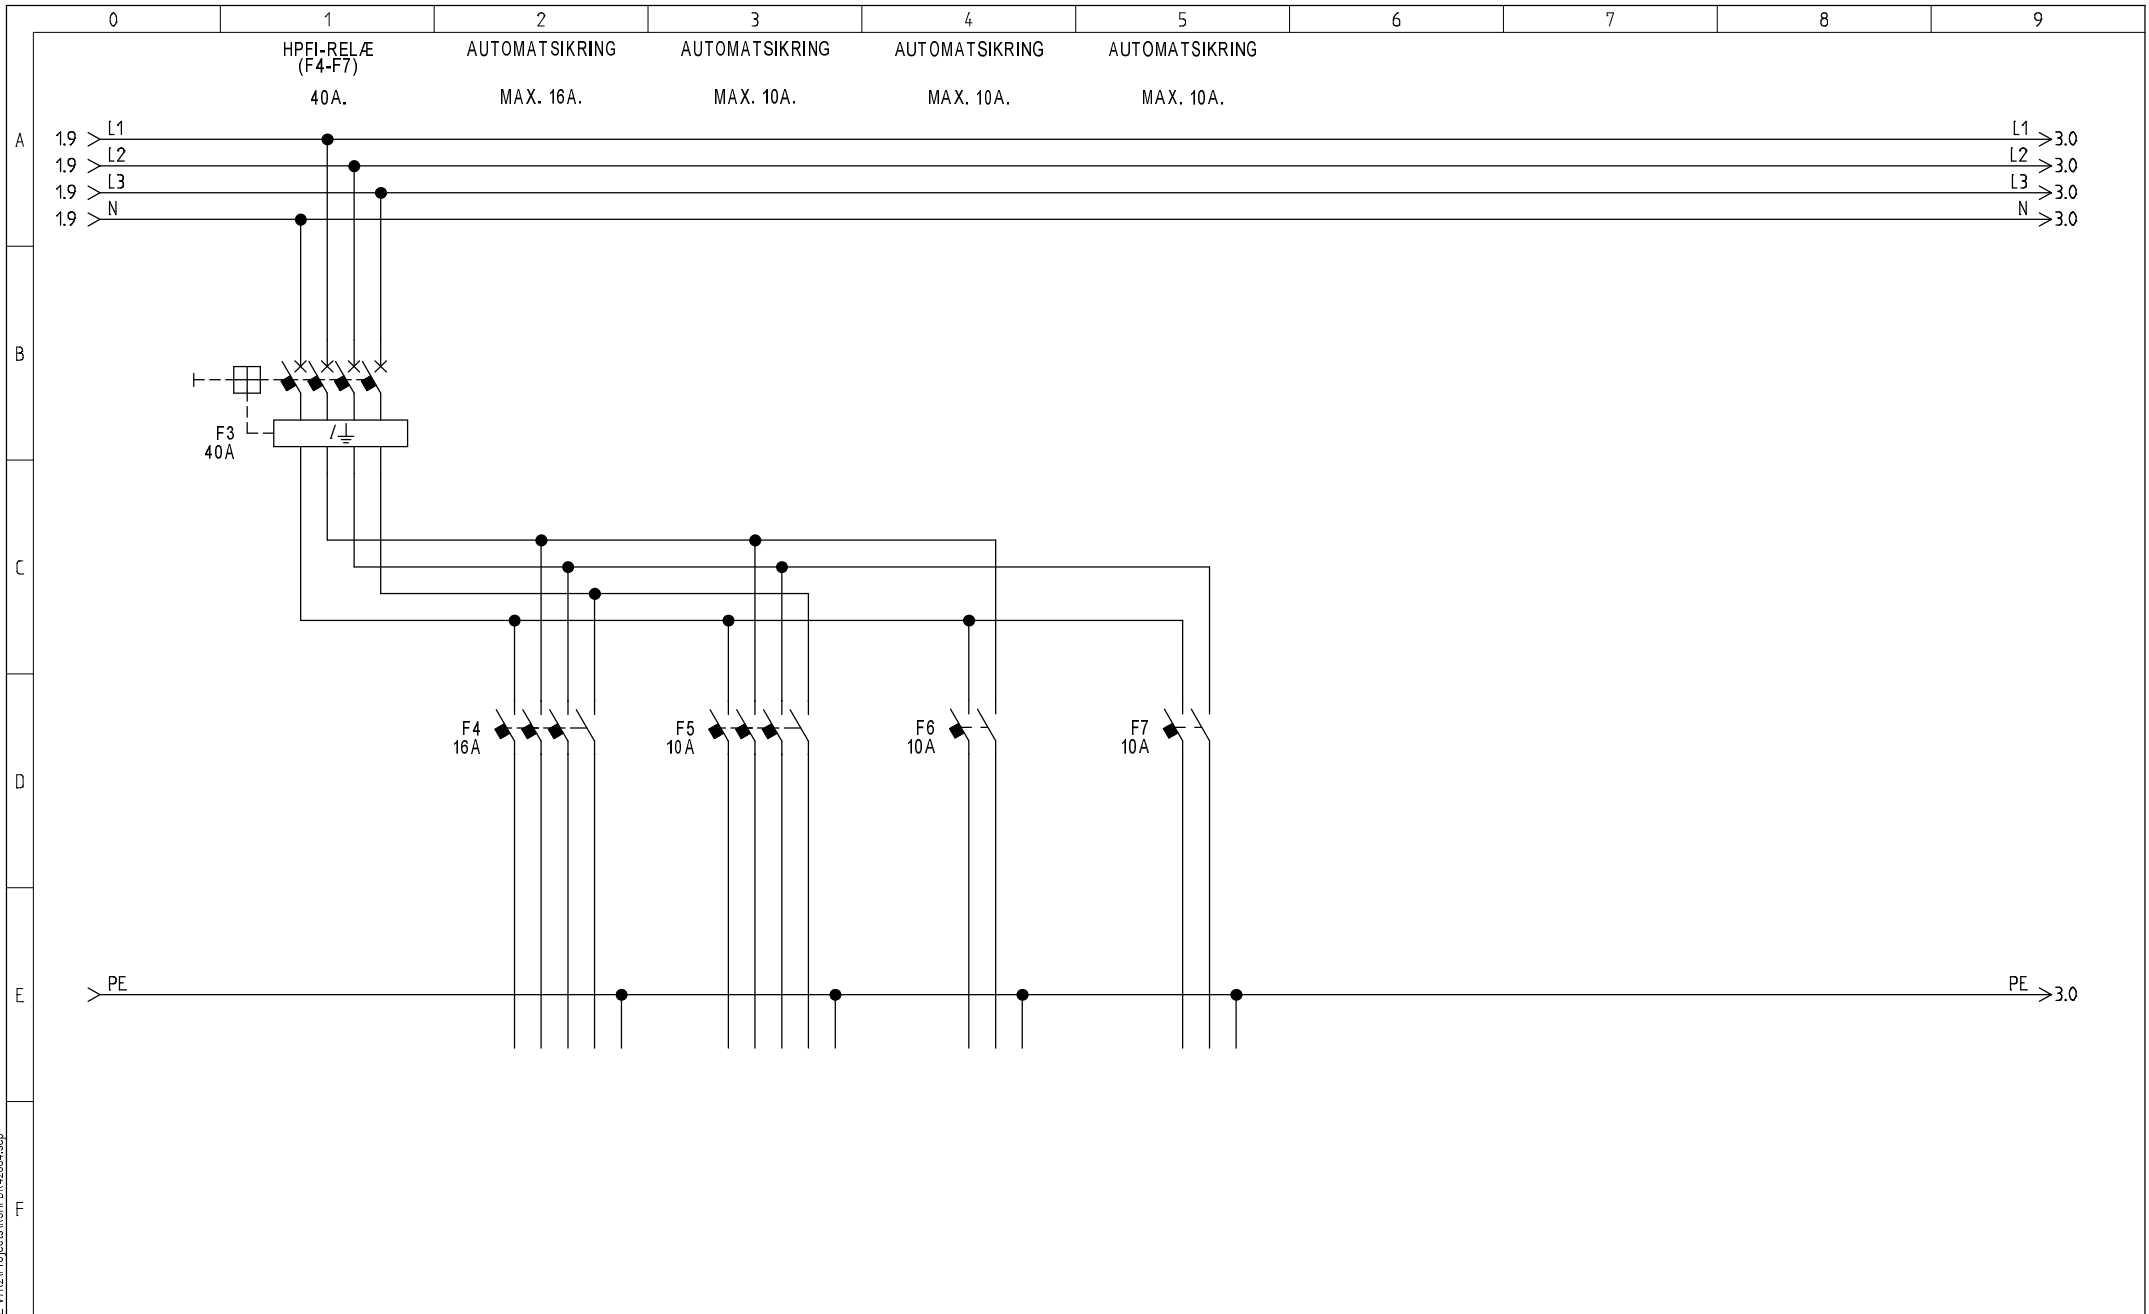 0 1 2 3 4 5 6 7 8 9
HPFI-RELÆ AUTOMATSIKRING AUTOMATSIKRING AUTOMATSIKRING AUTOMATSIKRING
(F4-F7)
40A. MAX. 16A. MAX. 10A. MAX. 10A. MAX. 10A.
L1 L1
A 1.9 3.0
L2 L2
1.9 3.0
L3 L3
1.9 3.0
N N
1.9 3.0
B
F3
40A
C
F4 F5 F6 F7
16A 10A 10A 10A
D
PE PE
E 3.0
F